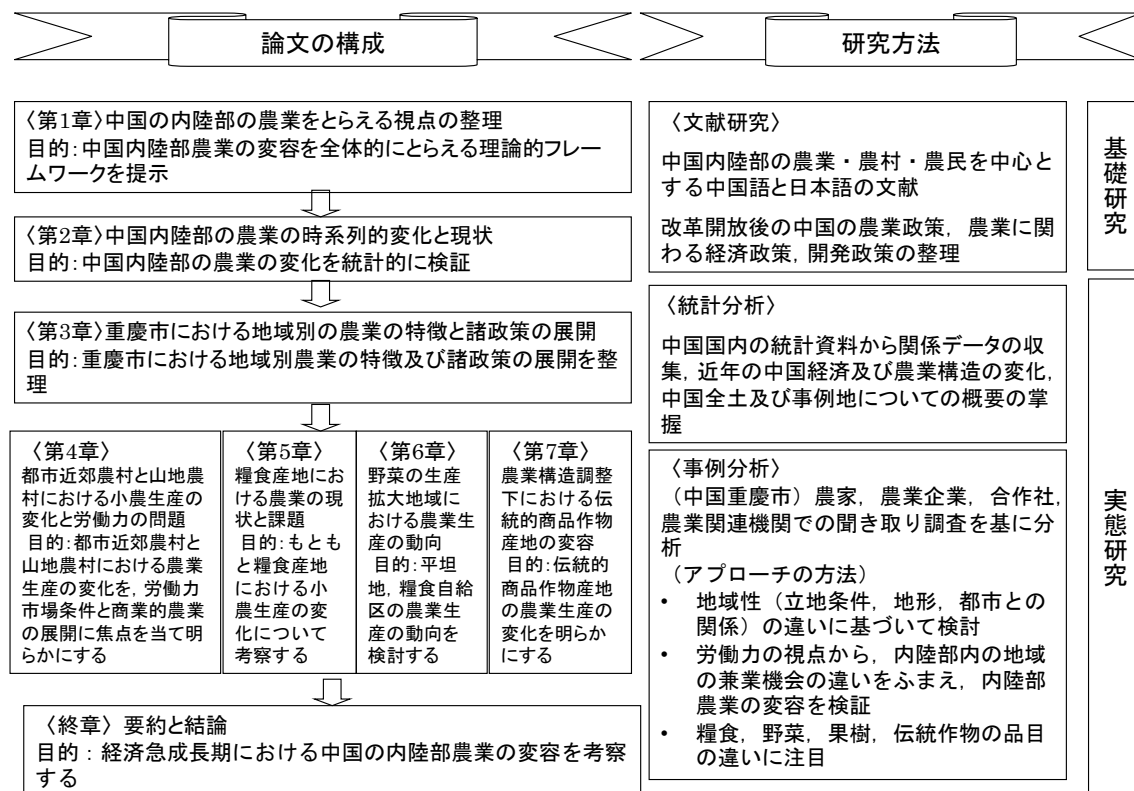 論文の構成
研究方法
〈第1章〉中国の内陸部の農業をとらえる視点の整理
目的：中国内陸部農業の変容を全体的にとらえる理論的フレー
ムワークを提示
〈第2章〉中国内陸部の農業の時系列的変化と現状
目的：中国内陸部の農業の変化を統計的に検証
〈第3章〉重慶市における地域別の農業の特徴と諸政策の展開
目的：重慶市における地域別農業の特徴及び諸政策の展開を整
理
〈第4章〉
都市近郊農村と山地農
村における小農生産の
変化と労働力の問題
目的：都市近郊農村と
山地農村における農業
生産の変化を，労働力
市場条件と商業的農業
の展開に焦点を当て明
らかにする
〈第5章〉
糧食産地にお
ける農業の現
状と課題
目的：もともと
糧食産地
における小
農生産の変
化について
考察する
〈第6章〉
野菜の生産
拡大地域に
おける農業生
産の動向
目的：平坦
地，糧食自給
区の農業生
産の動向を
検討する
〈第7章〉
農業構造調整
下における伝
統的商品作物
産地の変容
目的：伝統的
商品作物産地
の農業生産の
変化を明らか
にする
〈終章〉要約と結論
目的：経済急成長期における中国の内陸部農業の変容を考察
する
〈文献研究〉
中国内陸部の農業・農村・農民を中心と
する中国語と日本語の文献
改革開放後の中国の農業政策，農業に関
わる経済政策，開発政策の整理
〈統計分析〉
中国国内の統計資料から関係データの収
集，近年の中国経済及び農業構造の変化，
中国全土及び事例地についての概要の掌
握
〈事例分析〉
（中国重慶市）農家，農業企業，合作社，
農業関連機関での聞き取り調査を基に分
析
（アプローチの方法）
• 地域性（立地条件，地形，都市との
関係）の違いに基づいて検討
• 労働力の視点から，内陸部内の地域
の兼業機会の違いをふまえ，内陸部
農業の変容を検証
• 糧食，野菜，果樹，伝統作物の品目
の違いに注目
基礎研究
実態研究